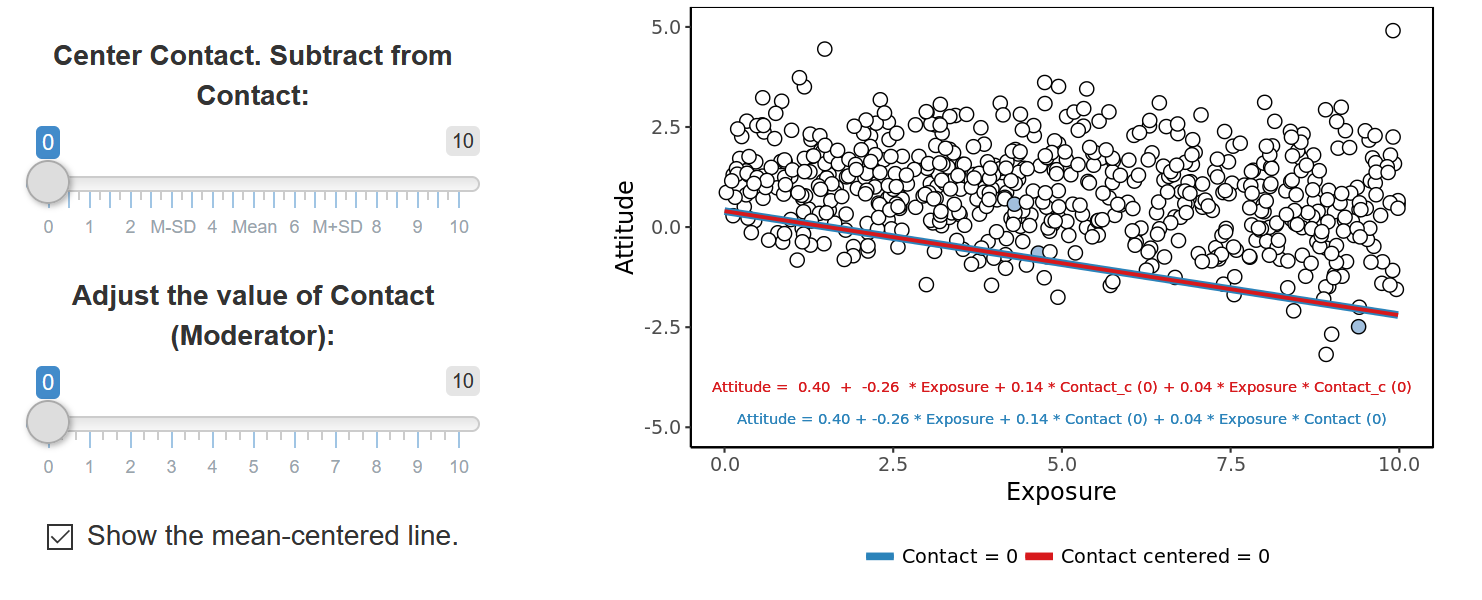 Center Contact. Subtract from
Contact:
0
10
0 1 2 M-SD 4 Mean 6 M+SD 8 9 10
Adjust the value of Contact
(Moderator):
0
10
0 1 2 3 4 5 6 7 8 9 10
Show the mean-centered line.
5.0
2.5
0.0
-2.5
-5.0
Attitude
Attitude = 0.40 + -0.26 * Exposure + 0.14 * Contact_c (0) + 0.04 * Exposure * Contact_c (0)
Attitude = 0.40 + -0.26 * Exposure + 0.14 * Contact (0) + 0.04 * Exposure * Contact (0)
0.0 2.5 5.0 7.5 10.0
Exposure
Contact = 0 Contact centered = 0